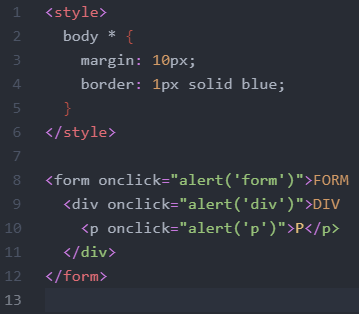 1 <style>
2   body * {
3     margin: 10px;
4     border: 1px solid blue;
5   }
6 </style>
7
8 <form onclick="alert('form')">FORM
9   <div onclick="alert('div')">DIV
10     <p onclick="alert('p')">P</p>
11   </div>
12 </form>
13